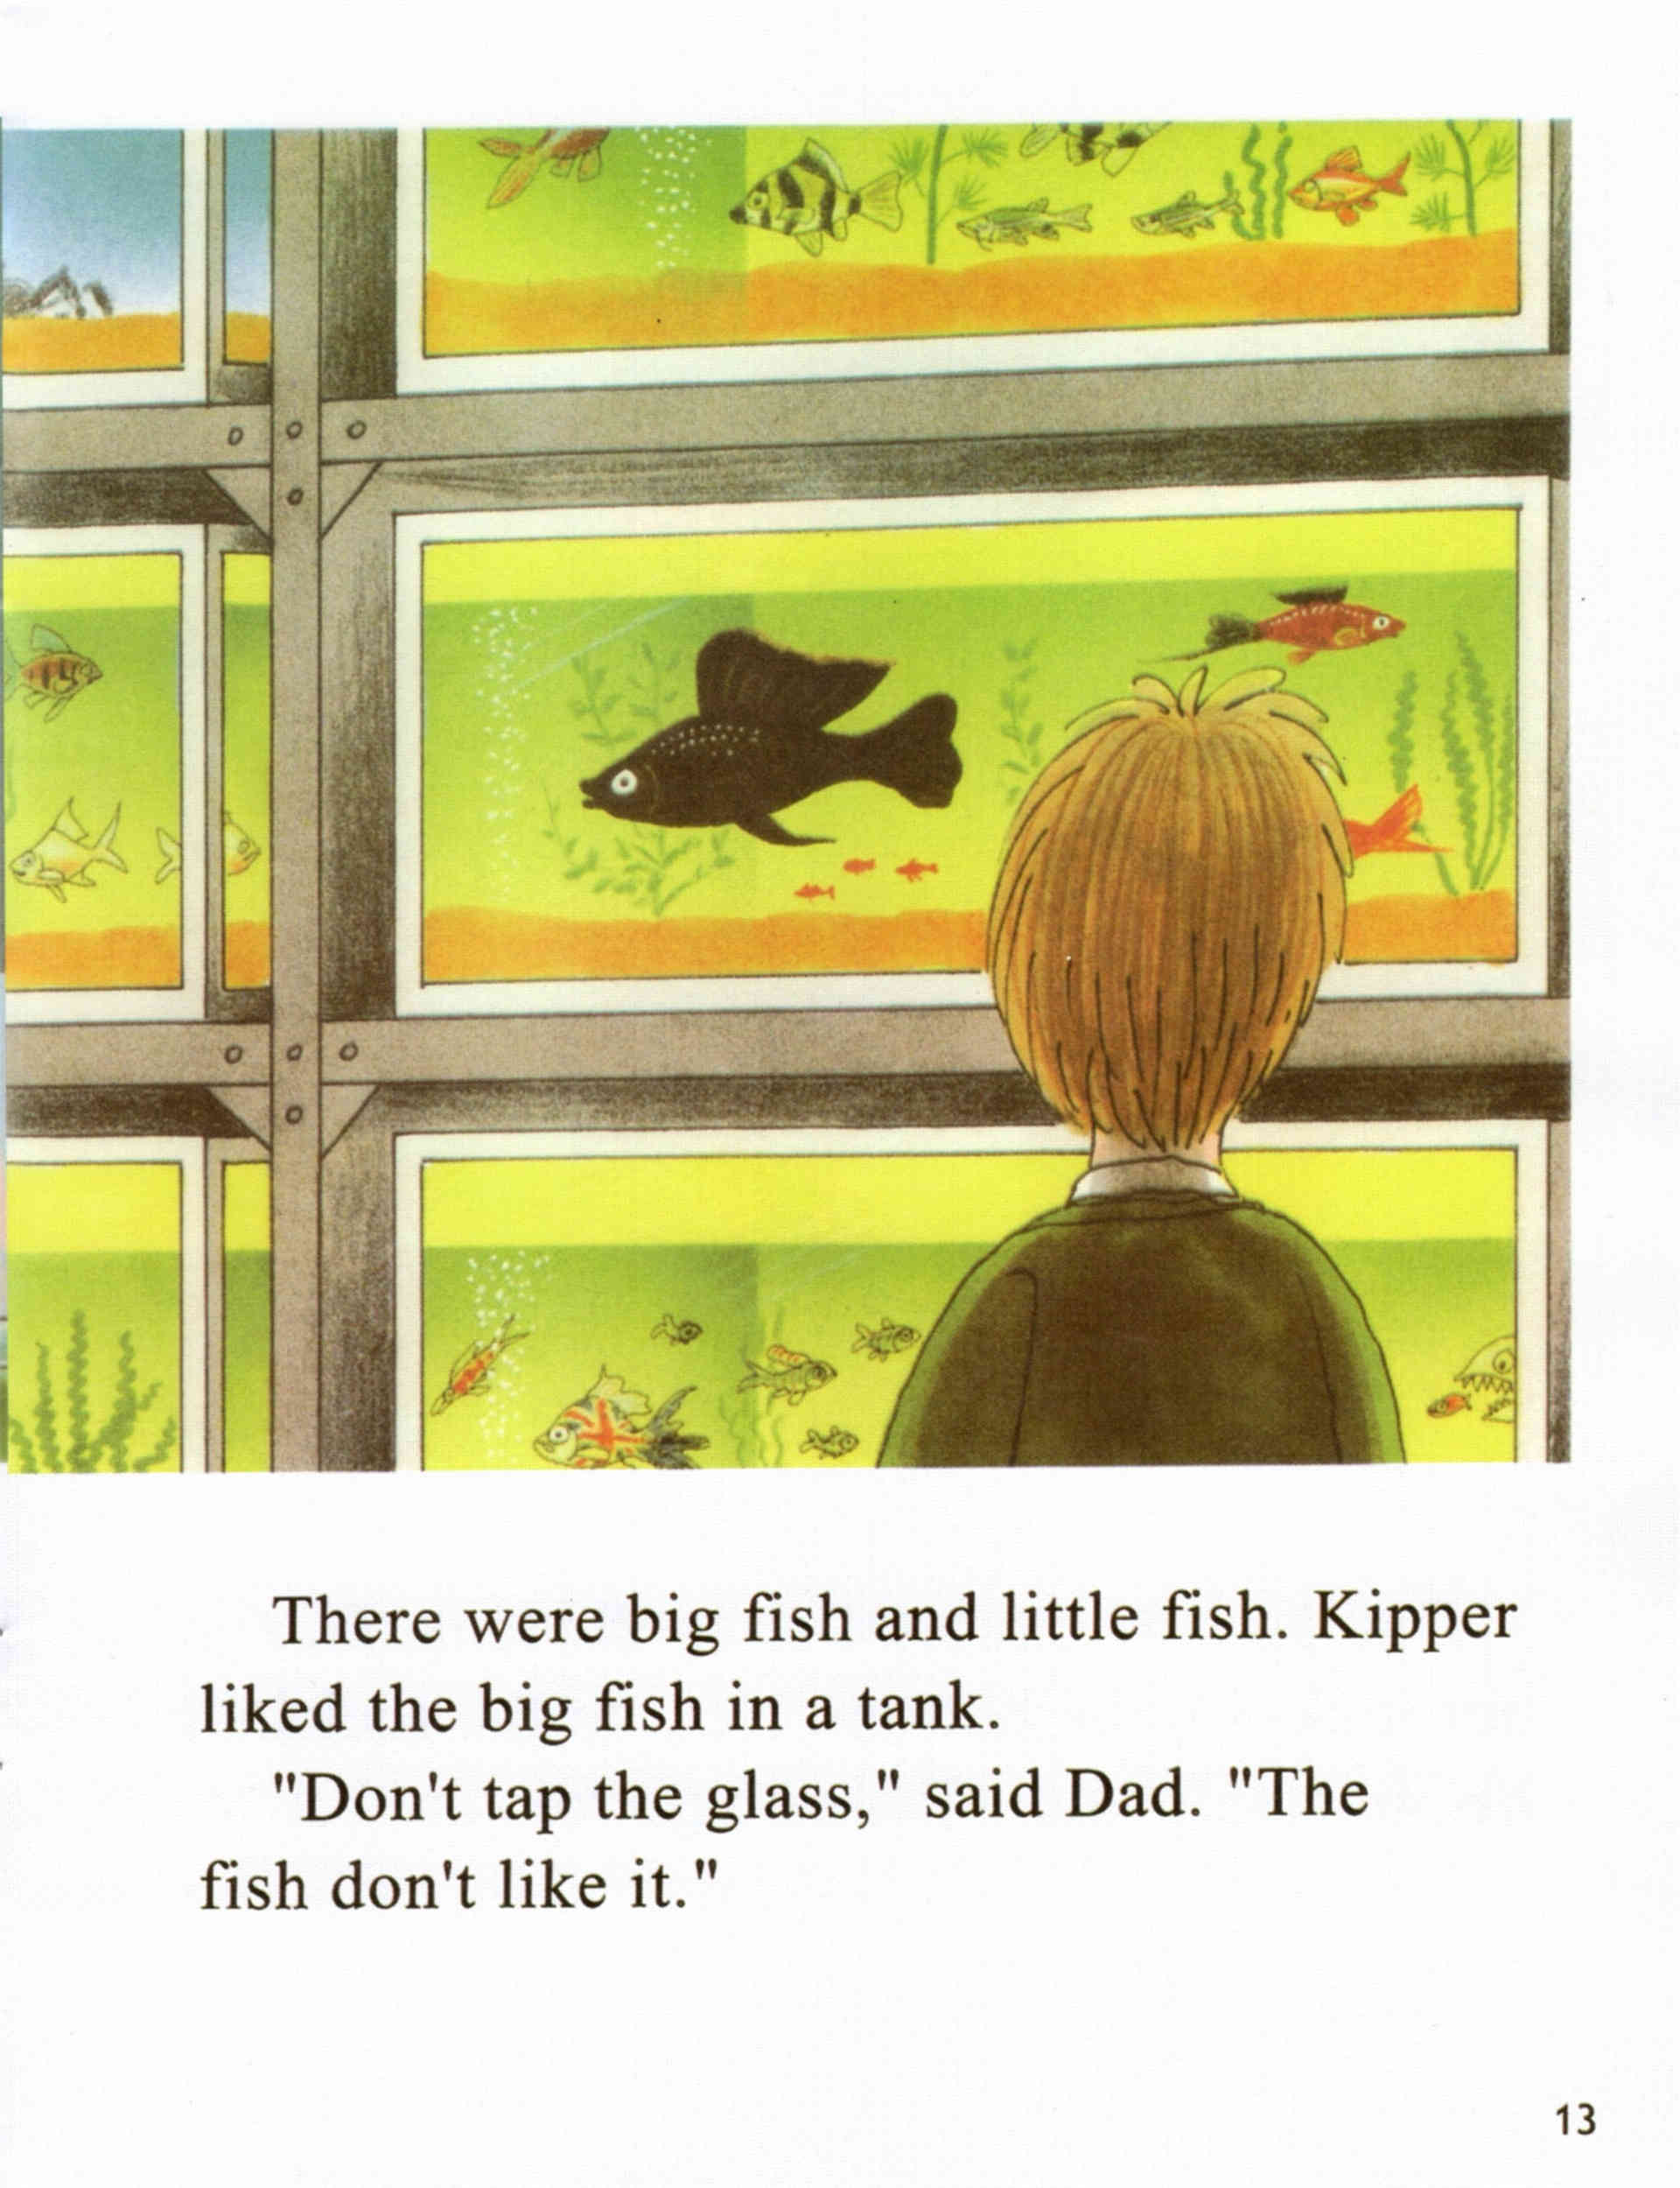 There were big fish and little fish. Kipper
liked the big fish in a tank.
"Don't tap the glass," said Dad. "The
fish don't like it."
13